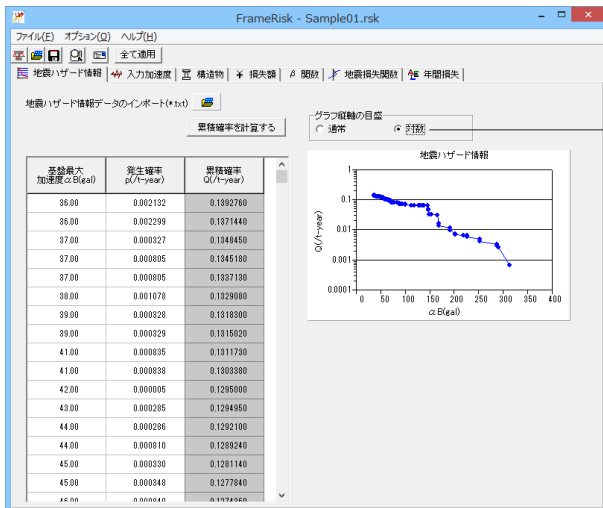 FrameRisk - Sample01.rsk
ファイル(F) オプション(O) ヘルプ(H)
全て適用
地震ハザード情報 入力加速度 構造物 ¥ 損失額 β 関数 地震損失関数 年間損失
地震ハザード情報データのインポート(*.txt)
累積確率を計算する
グラフ縦軸の目盛
通常 対数
基盤最大 発生確率 累積確率
加速度αB(gal) p(/t-year) Q(/t-year)
36.00 0.002132 0.1392760
36.00 0.002299 0.1371440
37.00 0.000327 0.1348450
37.00 0.000805 0.1345180
37.00 0.000805 0.1337130
38.00 0.001078 0.1329080
39.00 0.000328 0.1318300
39.00 0.000329 0.1315020
41.00 0.000835 0.1311730
41.00 0.000838 0.1303380
42.00 0.000005 0.1295000
43.00 0.000285 0.1294950
44.00 0.000286 0.1292100
44.00 0.000810 0.1289240
45.00 0.000330 0.1281140
45.00 0.000348 0.1277840
地震ハザード情報
Q(/t-year)
1
0.1
0.01
0.001
0.0001
0 50 100 150 200 250 300 350 400
αB(gal)